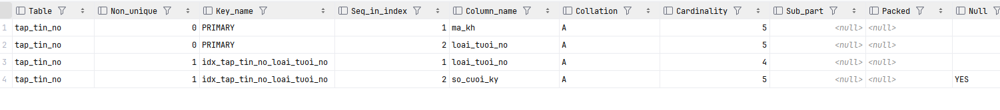 Table Non_unique Key_name Seq_in_index Column_name Collation Cardinality Sub_part Packed Null
1 tap_tin_no 0 PRIMARY 1 ma_kh A 5 <null> <null>
2 tap_tin_no 0 PRIMARY 2 loai_tuoi_no A 5 <null> <null>
3 tap_tin_no 1 idx_tap_tin_no_loai_tuoi_no 1 loai_tuoi_no A 4 <null> <null>
4 tap_tin_no 1 idx_tap_tin_no_loai_tuoi_no 2 so_cuoi_ky A 5 <null> <null> YES